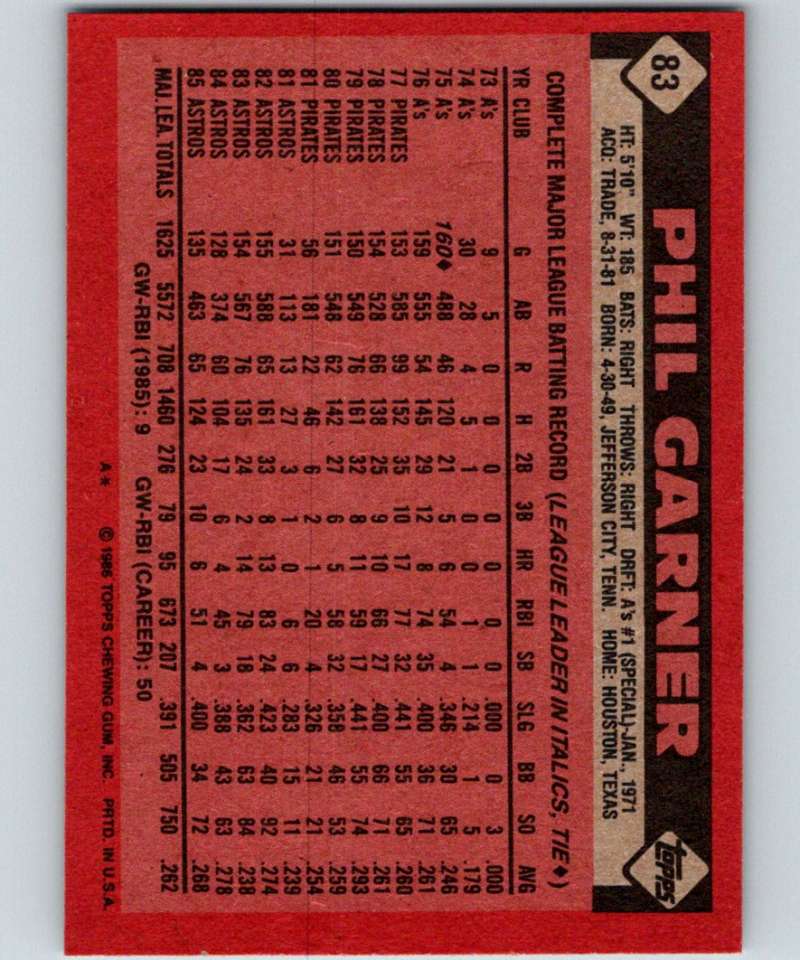 83
PHIL GARNER
topps
HT: 5'10" WT: 185 BATS: RIGHT THROWS: RIGHT DRFT: A's #1 (SPECIAL)-JAN., 1971
ACQ: TRADE, 8-31-81 BORN: 4-30-49, JEFFERSON CITY, TENN. HOME: HOUSTON, TEXAS
COMPLETE MAJOR LEAGUE BATTING RECORD (LEAGUE LEADER IN ITALICS, TIE♦)
YR CLUB G AB R H 2B 3B HR RBI SB SLG BB SO AVG
73 A's 9 5 0 0 0 0 0 0 0 .000 0 3 .000
74 A's 30 28 4 5 1 0 0 1 1 .214 1 5 .179
75 A's 160♦ 488 46 120 21 5 6 54 4 .346 30 65 .246
76 A's 159 555 54 145 29 12 8 74 35 .400 36 71 .261
77 PIRATES 153 585 99 152 35 10 17 77 32 .441 55 65 .260
78 PIRATES 154 528 66 138 25 9 10 66 27 .400 66 71 .261
79 PIRATES 150 549 76 161 32 8 11 59 17 .441 55 74 .293
80 PIRATES 151 548 62 142 27 6 5 58 32 .358 46 53 .259
81 PIRATES 56 181 22 46 6 2 1 20 4 .326 21 21 .254
81 ASTROS 31 113 13 27 3 1 0 6 6 .283 15 11 .239
82 ASTROS 155 588 65 161 33 8 13 83 24 .423 40 92 .274
83 ASTROS 154 567 76 135 24 2 14 79 18 .362 63 84 .238
84 ASTROS 128 374 60 104 17 6 4 45 3 .388 43 63 .278
85 ASTROS 135 463 65 124 23 10 6 51 4 .400 34 72 .268
MAJ. LEA. TOTALS 1625 5572 708 1460 276 79 95 673 207 .391 505 750 .262
GW-RBI (1985): 9 GW-RBI (CAREER): 50
A* © 1986 TOPPS CHEWING GUM, INC. PRTD. IN U.S.A.